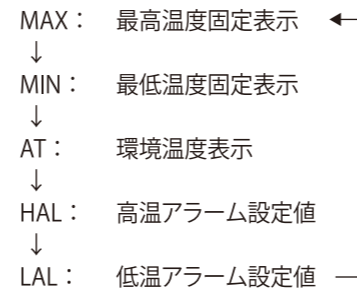 MAX： 最高温度固定表示 ←
↓
MIN： 最低温度固定表示
↓
AT： 環境温度表示
↓
HAL： 高温アラーム設定値
↓
LAL： 低温アラーム設定値